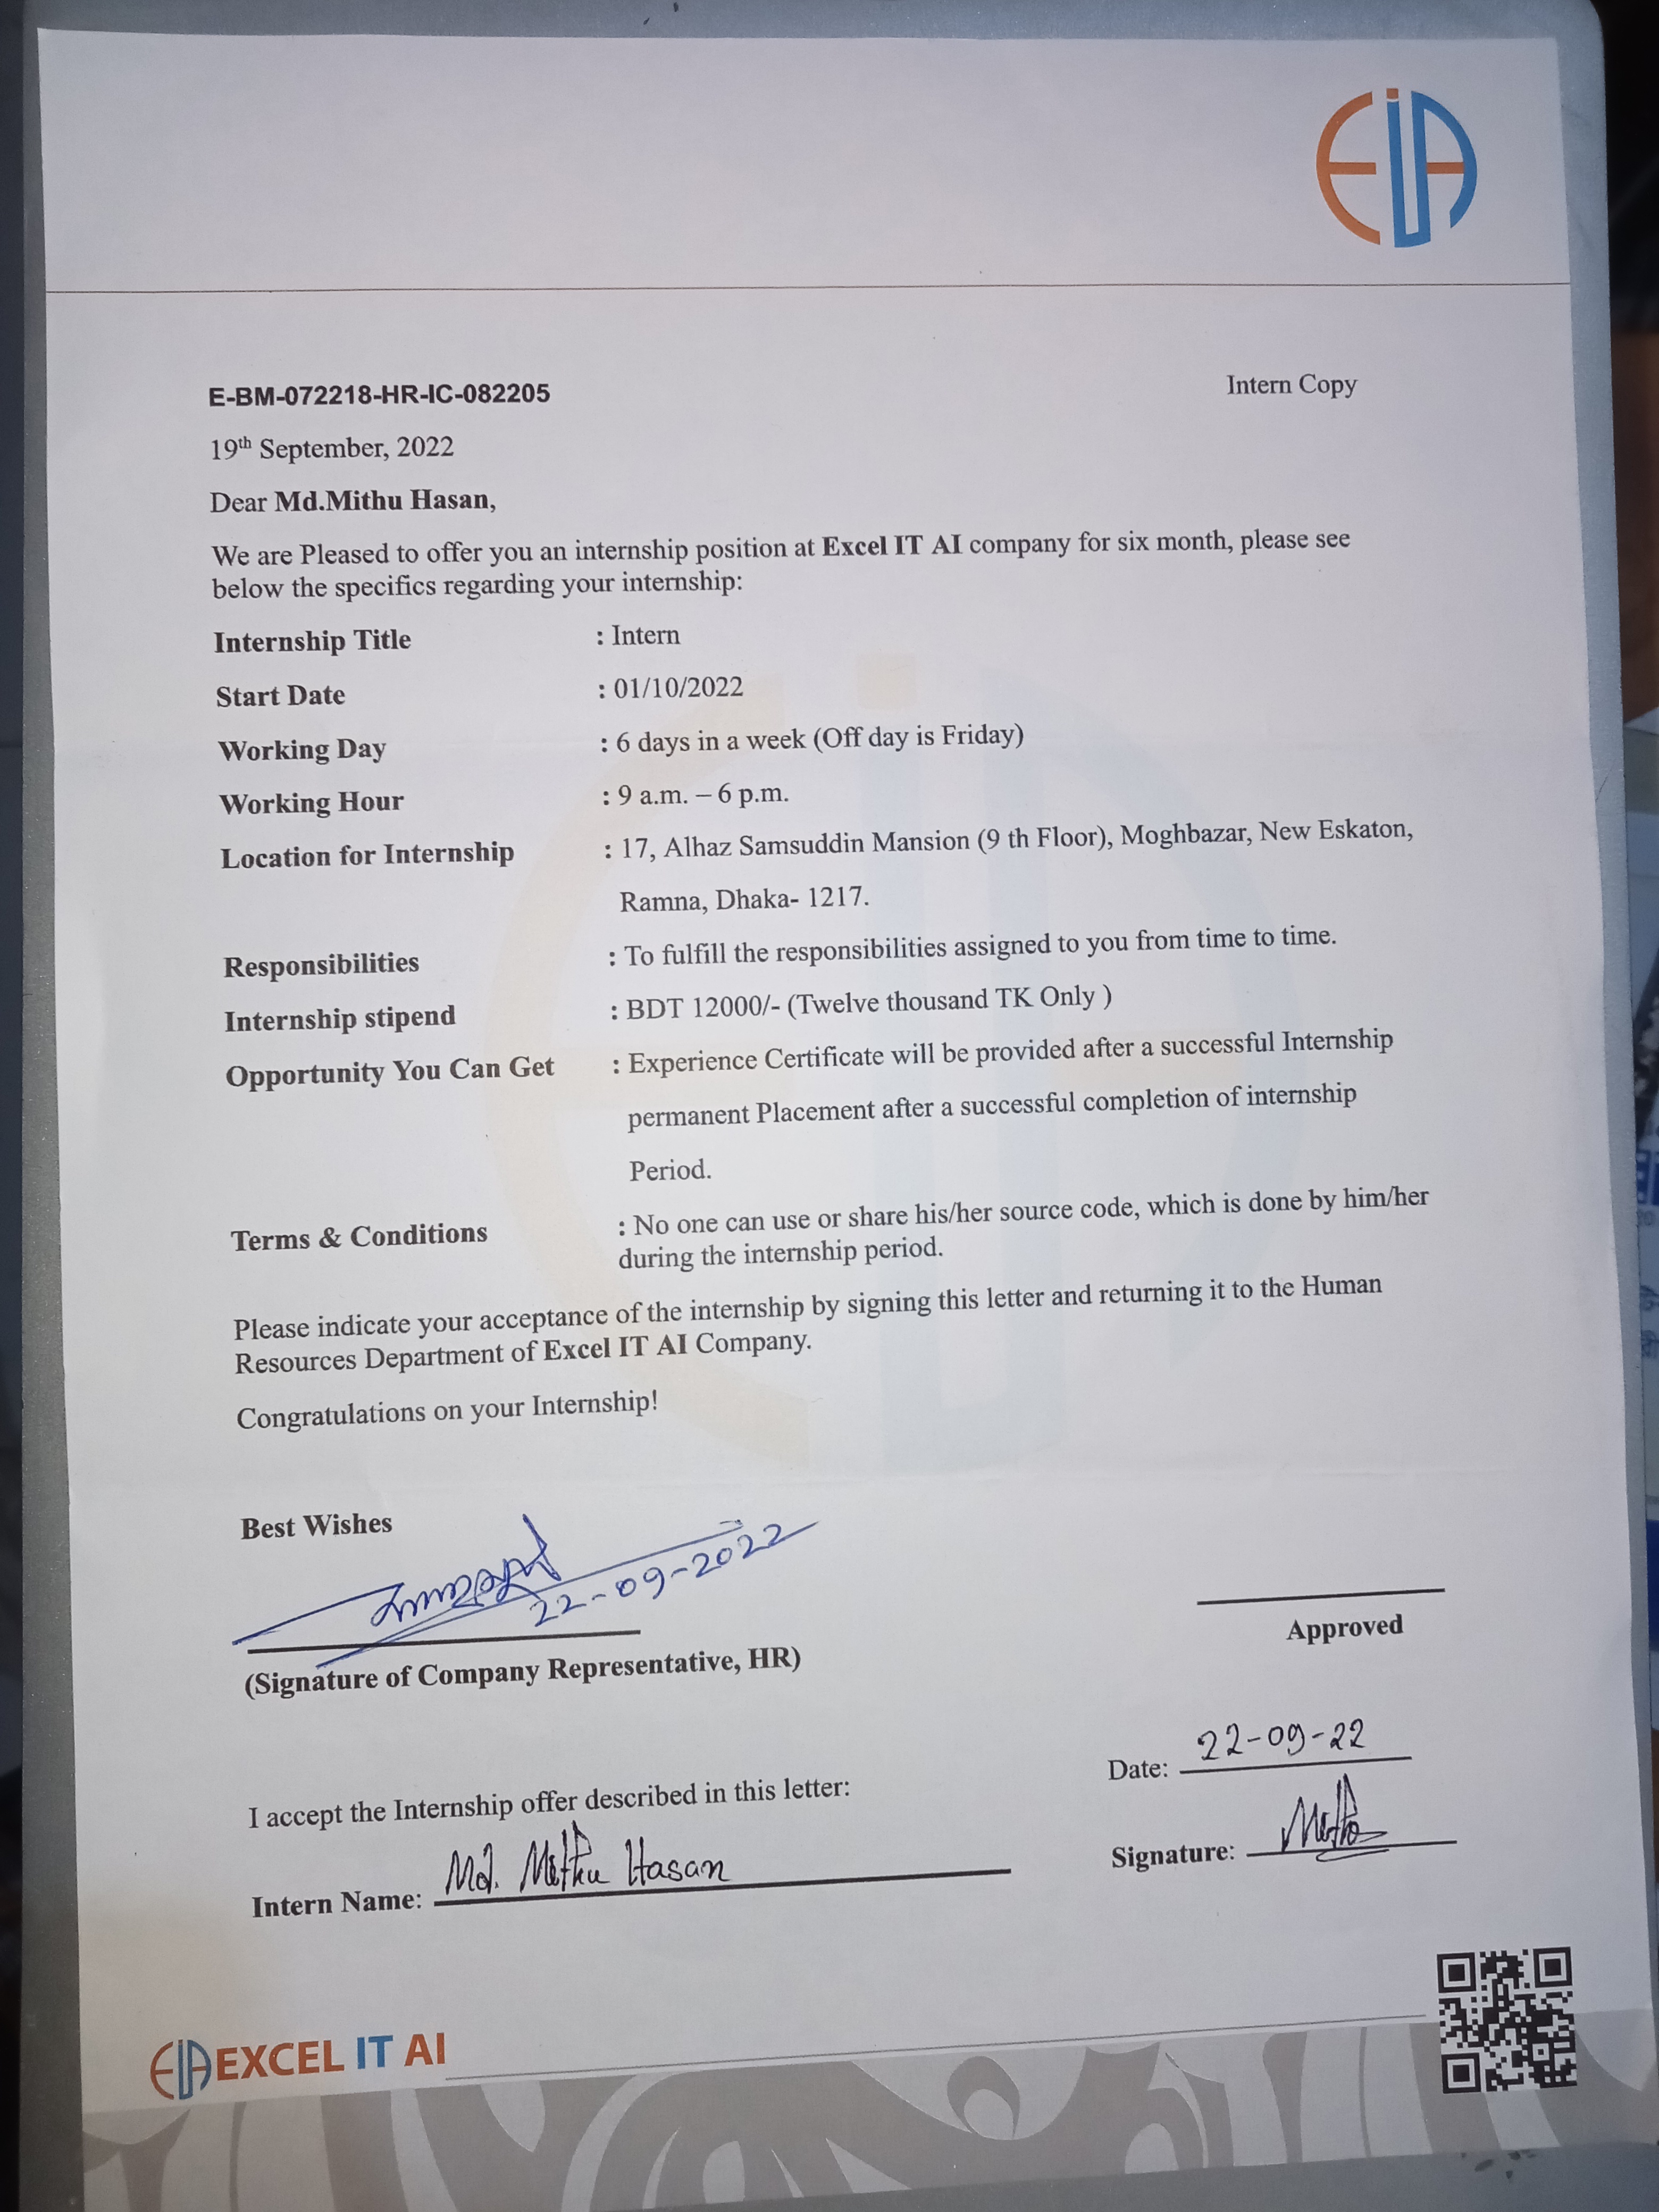 EIA
E-BM-072218-HR-IC-082205
Intern Copy
19th September, 2022
Dear Md.Mithu Hasan,
We are Pleased to offer you an internship position at Excel IT AI company for six month, please see
below the specifics regarding your internship:
Internship Title : Intern
Start Date : 01/10/2022
Working Day : 6 days in a week (Off day is Friday)
Working Hour : 9 a.m. – 6 p.m.
Location for Internship : 17, Alhaz Samsuddin Mansion (9 th Floor), Moghbazar, New Eskaton,
Ramna, Dhaka- 1217.
Responsibilities : To fulfill the responsibilities assigned to you from time to time.
Internship stipend : BDT 12000/- (Twelve thousand TK Only )
Opportunity You Can Get : Experience Certificate will be provided after a successful Internship
permanent Placement after a successful completion of internship
Period.
Terms & Conditions : No one can use or share his/her source code, which is done by him/her
during the internship period.
Please indicate your acceptance of the internship by signing this letter and returning it to the Human
Resources Department of Excel IT AI Company.
Congratulations on your Internship!
Best Wishes
22-09-2022
(Signature of Company Representative, HR)
Approved
Date: 22-09-22
I accept the Internship offer described in this letter:
Signature:
Intern Name: Md. Mithu Hasan
EIA EXCEL IT AI